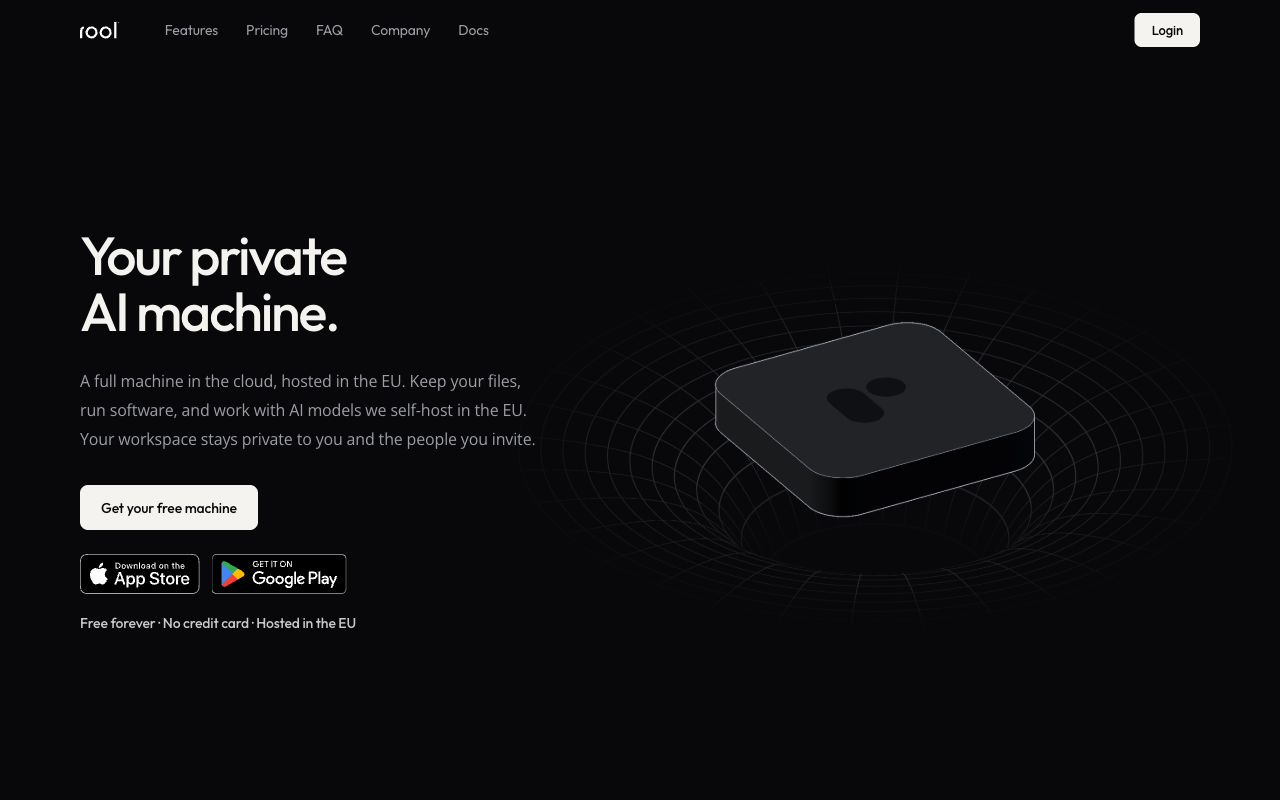 rool
Features
Pricing
FAQ
Company
Docs
Login
Your private
AI machine.
A full machine in the cloud, hosted in the EU. Keep your files,
run software, and work with AI models we self-host in the EU.
Your workspace stays private to you and the people you invite.
Get your free machine
Download on the
App Store
GET IT ON
Google Play
Free forever · No credit card · Hosted in the EU